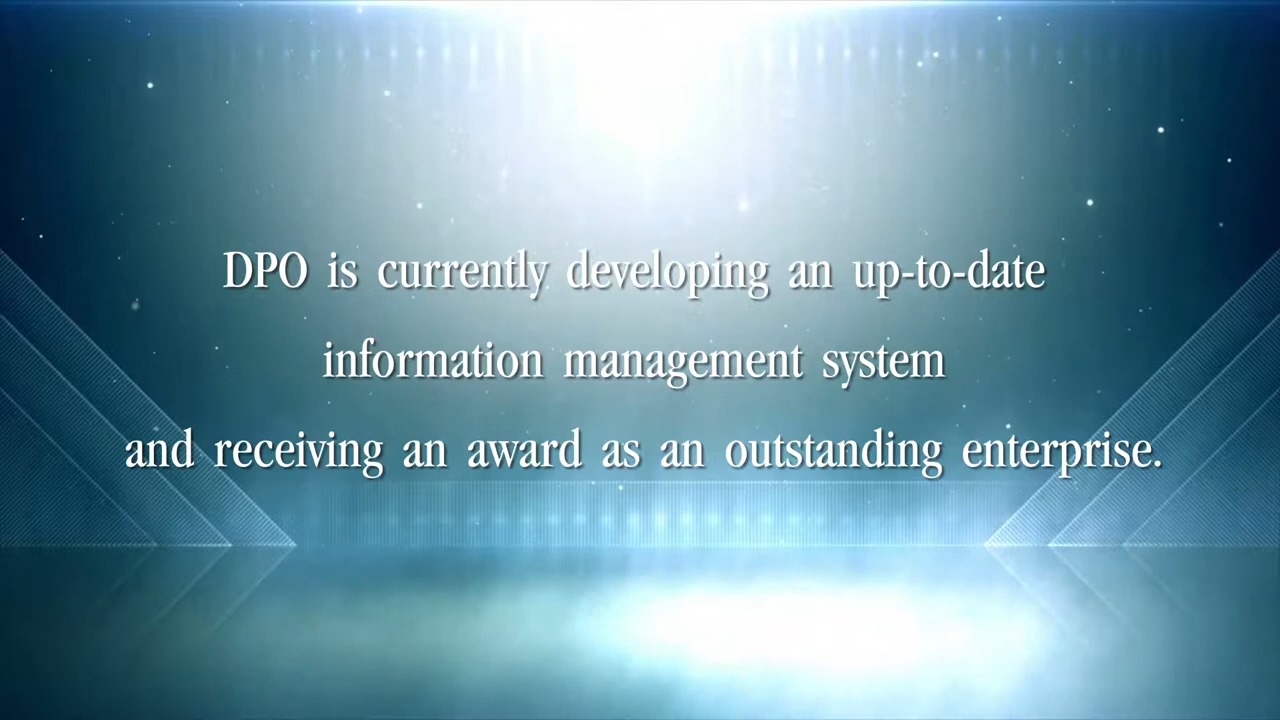 DPO is currently developing an up-to-date
information management system
and receiving an award as an outstanding enterprise.